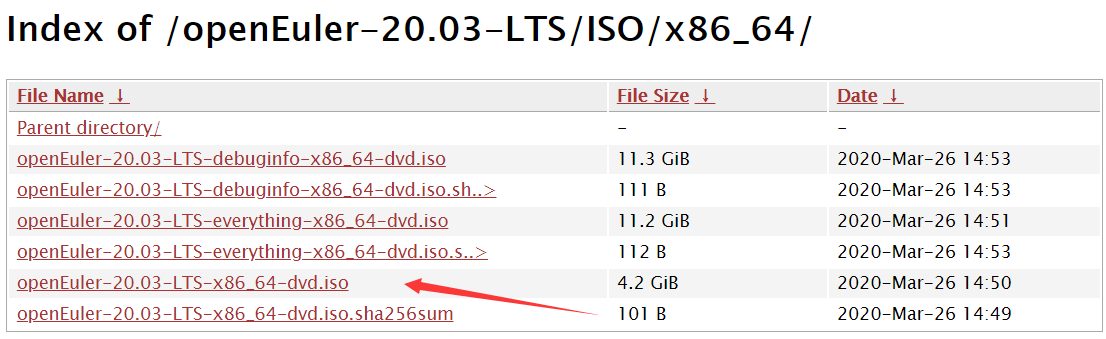 Index of /openEuler-20.03-LTS/ISO/x86_64/
File Name ↓ File Size ↓ Date ↓
Parent directory/ - -
openEuler-20.03-LTS-debuginfo-x86_64-dvd.iso 11.3 GiB 2020-Mar-26 14:53
openEuler-20.03-LTS-debuginfo-x86_64-dvd.iso.sh..> 111 B 2020-Mar-26 14:53
openEuler-20.03-LTS-everything-x86_64-dvd.iso 11.2 GiB 2020-Mar-26 14:51
openEuler-20.03-LTS-everything-x86_64-dvd.iso.s..> 112 B 2020-Mar-26 14:53
openEuler-20.03-LTS-x86_64-dvd.iso 4.2 GiB 2020-Mar-26 14:50
openEuler-20.03-LTS-x86_64-dvd.iso.sha256sum 101 B 2020-Mar-26 14:49